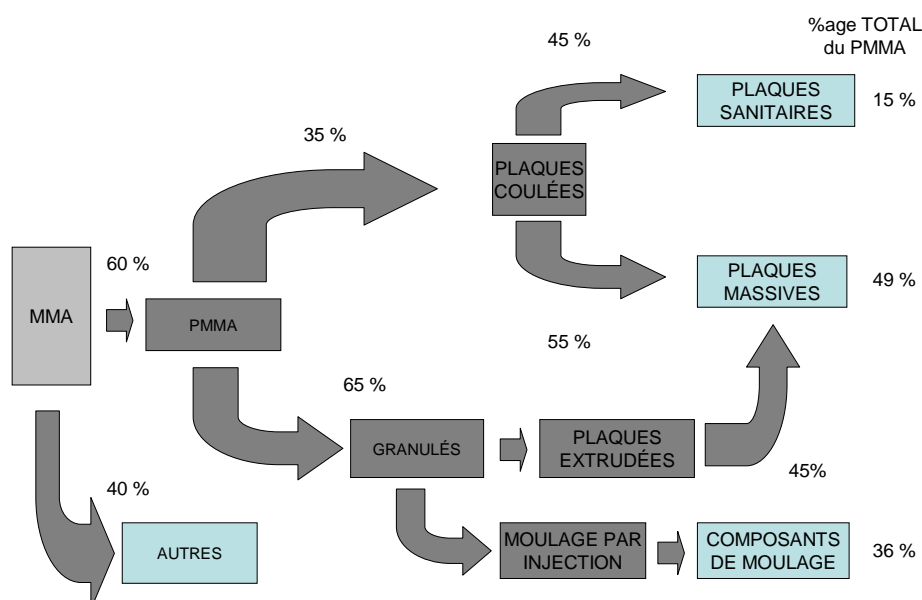 %age TOTAL
du PMMA
45 %
PLAQUES
SANITAIRES
15 %
35 %
PLAQUES
COULÉES
60 %
MMA
PMMA
PLAQUES
MASSIVES
49 %
55 %
65 %
GRANULÉS
PLAQUES
EXTRUDÉES
45%
40 %
AUTRES
MOULAGE PAR
INJECTION
COMPOSANTS
DE MOULAGE
36 %